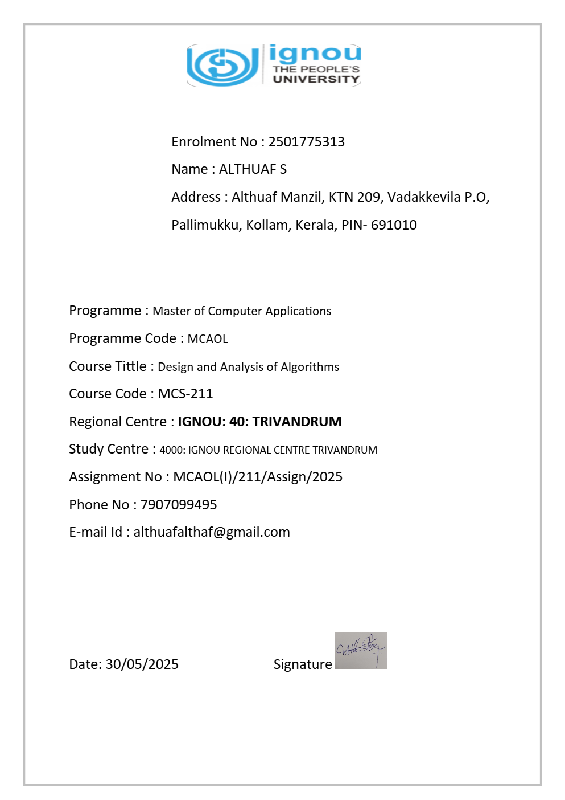 ignou
THE PEOPLE'S
UNIVERSITY
Enrolment No : 2501775313
Name : ALTHUAF S
Address : Althuaf Manzil, KTN 209, Vadakkevila P.O,
Pallimukku, Kollam, Kerala, PIN- 691010
Programme : Master of Computer Applications
Programme Code : MCAOL
Course Tittle : Design and Analysis of Algorithms
Course Code : MCS-211
Regional Centre : IGNOU: 40: TRIVANDRUM
Study Centre : 4000: IGNOU REGIONAL CENTRE TRIVANDRUM
Assignment No : MCAOL(I)/211/Assign/2025
Phone No : 7907099495
E-mail Id : althuafalthaf@gmail.com
Date: 30/05/2025 Signature